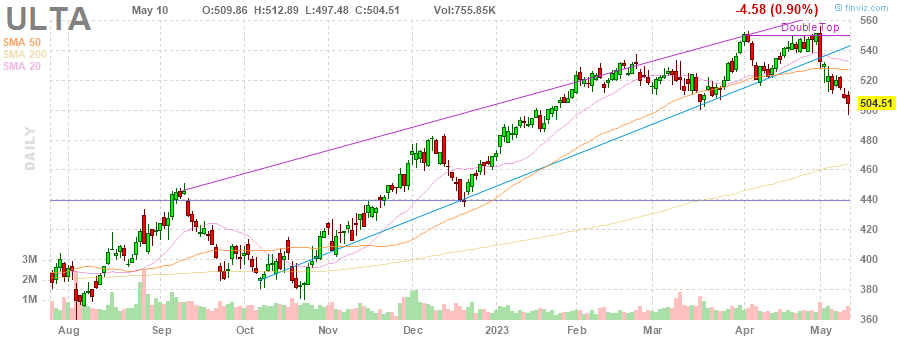 ULTA
May 10 O:509.86 H:512.89 L:497.48 C:504.51 Vol:755.85K -4.58 (0.90%)
© finviz.com
SMA 50
SMA 200
SMA 20
Double Top
DAILY
560
540
520
504.51
500
480
460
440
420
400
380
360
3M
2M
1M
Aug Sep Oct Nov Dec 2023 Feb Mar Apr May